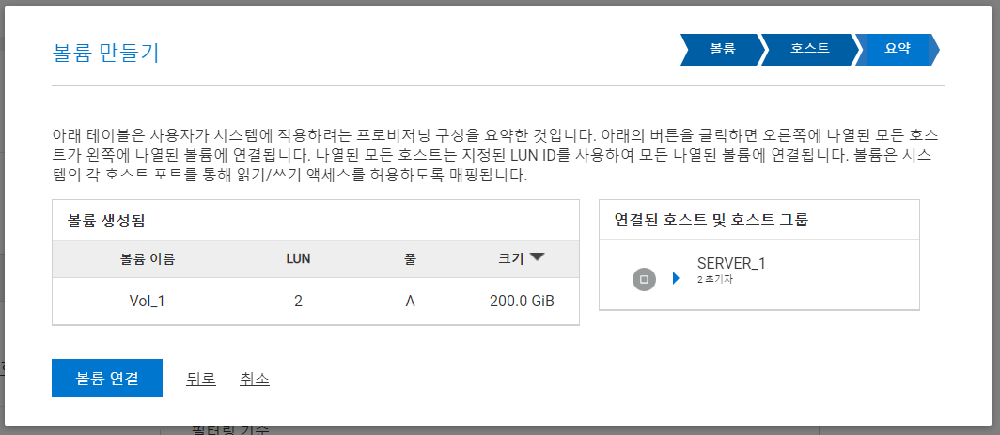 볼륨 만들기
볼륨
호스트
요약
아래 테이블은 사용자가 시스템에 적용하려는 프로비저닝 구성을 요약한 것입니다. 아래의 버튼을 클릭하면 오른쪽에 나열된 모든 호스
트가 왼쪽에 나열된 볼륨에 연결됩니다. 나열된 모든 호스트는 지정된 LUN ID를 사용하여 모든 나열된 볼륨에 연결됩니다. 볼륨은 시스
템의 각 호스트 포트를 통해 읽기/쓰기 액세스를 허용하도록 매핑됩니다.
볼륨 생성됨
볼륨 이름 LUN 풀 크기
Vol_1 2 A 200.0 GiB
연결된 호스트 및 호스트 그룹
SERVER_1
2 초기자
볼륨 연결 뒤로 취소
필터링 기준